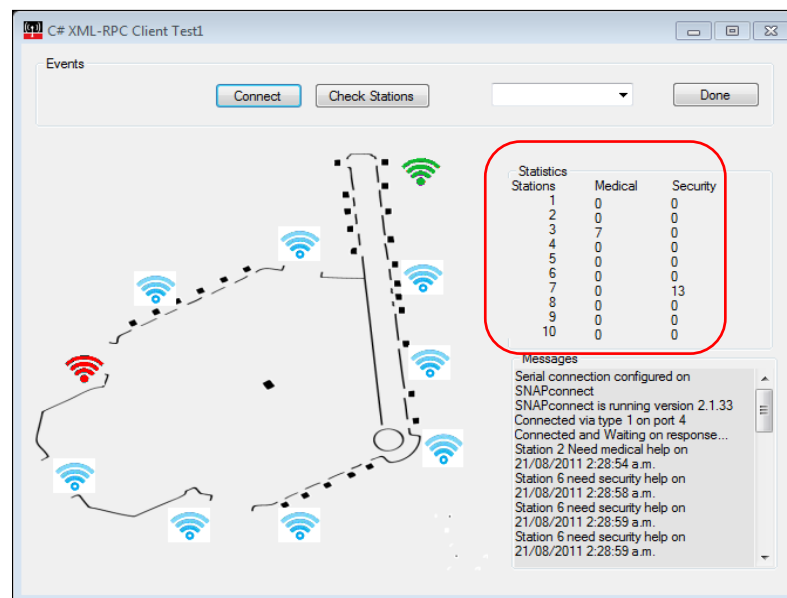 C# XML-RPC Client Test1
Events
Connect
Check Stations
Done
Statistics
Stations Medical Security
1 0 0
2 0 0
3 7 0
4 0 0
5 0 0
6 0 0
7 0 13
8 0 0
9 0 0
10 0 0
Messages
Serial connection configured on
SNAPconnect
SNAPconnect is running version 2.1.33
Connected via type 1 on port 4
Connected and Waiting on response...
Station 2 Need medical help on
21/08/2011 2:28:54 a.m.
Station 6 need security help on
21/08/2011 2:28:58 a.m.
Station 6 need security help on
21/08/2011 2:28:59 a.m.
Station 6 need security help on
21/08/2011 2:28:59 a.m.